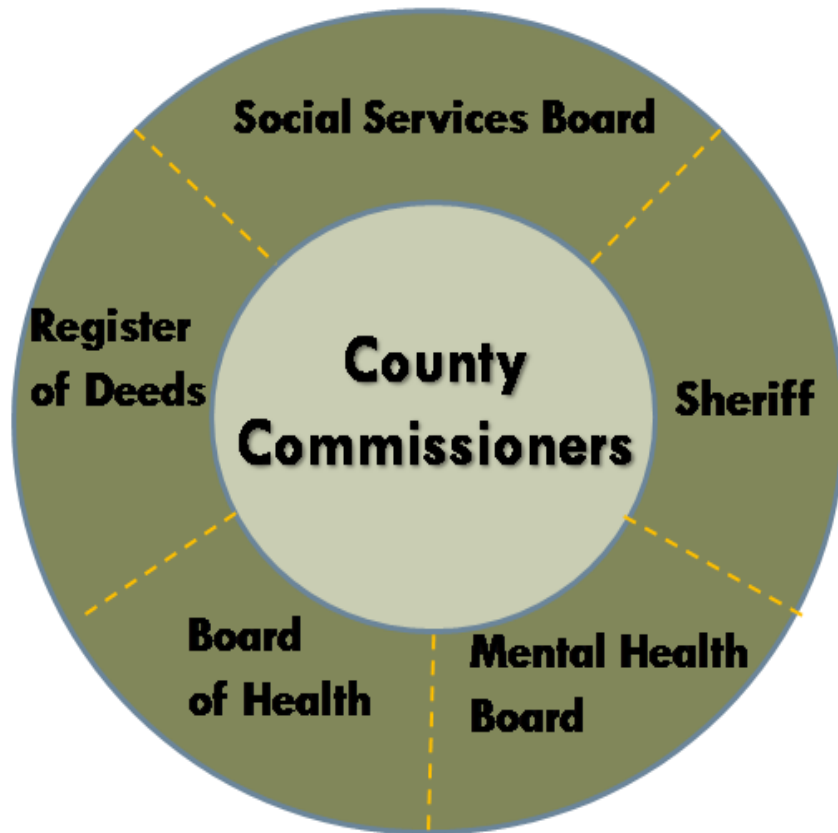 Social Services Board
Register
of Deeds
County
Commissioners
Sheriff
Board
of Health
Mental Health
Board